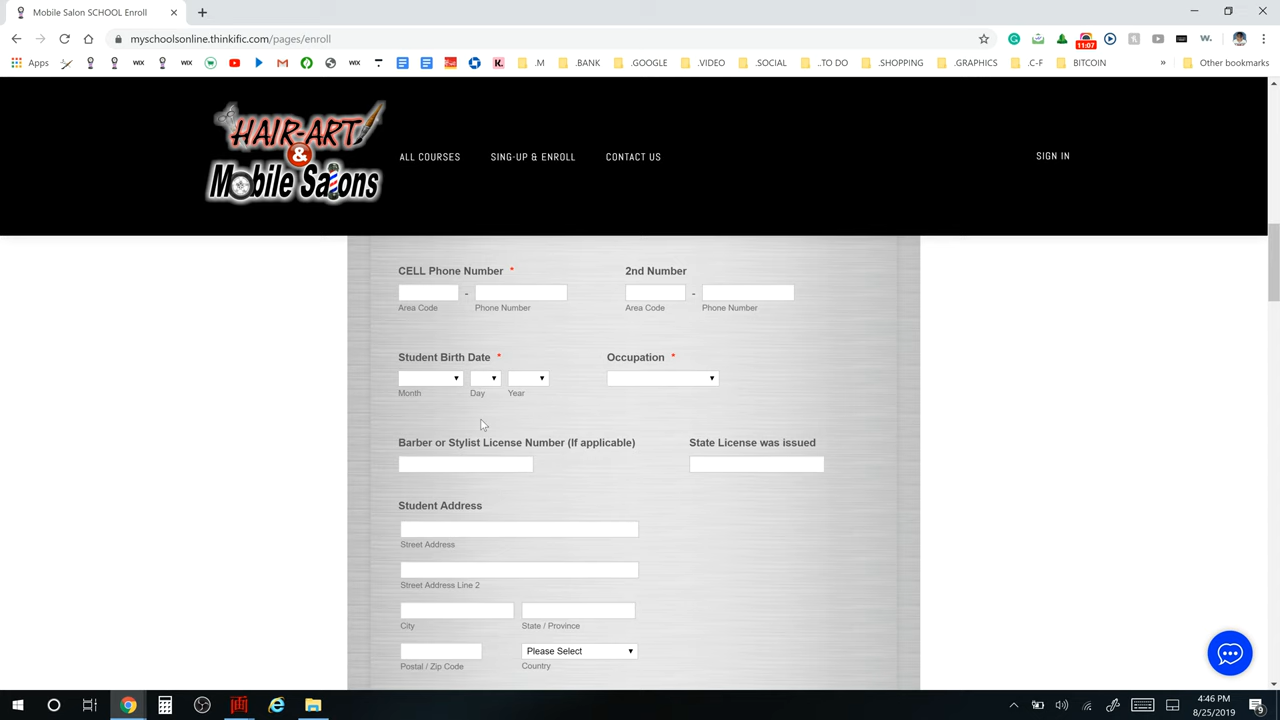 Mobile Salon SCHOOL Enroll
myschoolsonline.thinkific.com/pages/enroll
11:07
Apps WIX WIX .M .BANK .GOOGLE .VIDEO .SOCIAL ..TO DO .SHOPPING .GRAPHICS .C-F BITCOIN » Other bookmarks
HAIR-ART
&
Mobile Salons
ALL COURSES SING-UP & ENROLL CONTACT US SIGN IN
CELL Phone Number * 2nd Number
- -
Area Code Phone Number Area Code Phone Number
Student Birth Date * Occupation *
Month Day Year
Barber or Stylist License Number (If applicable) State License was issued
Student Address
Street Address
Street Address Line 2
City State / Province
Please Select
Postal / Zip Code Country
4:46 PM
8/25/2019
9